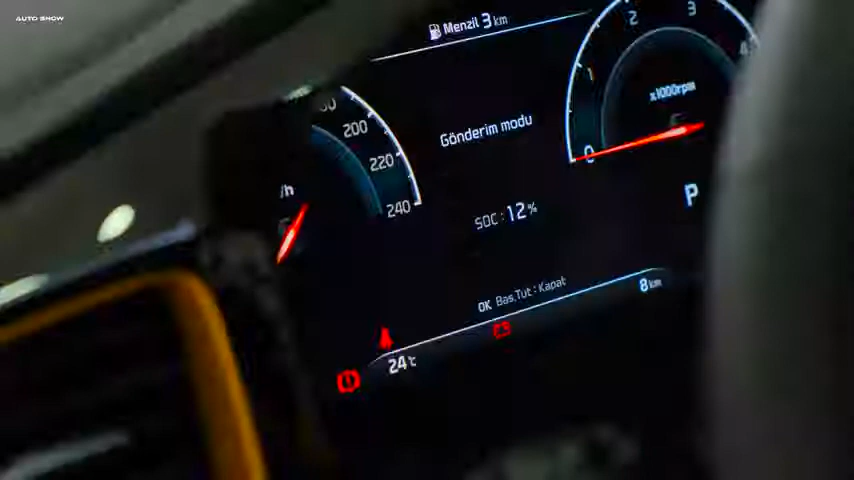 AUTO SHOW
Menzil 3 km
2
3
1
4
x1000rpm
0
200
220
240
/h
Gönderim modu
P
SOC : 12 %
OK Bas.Tut : Kapat
8 km
24°C